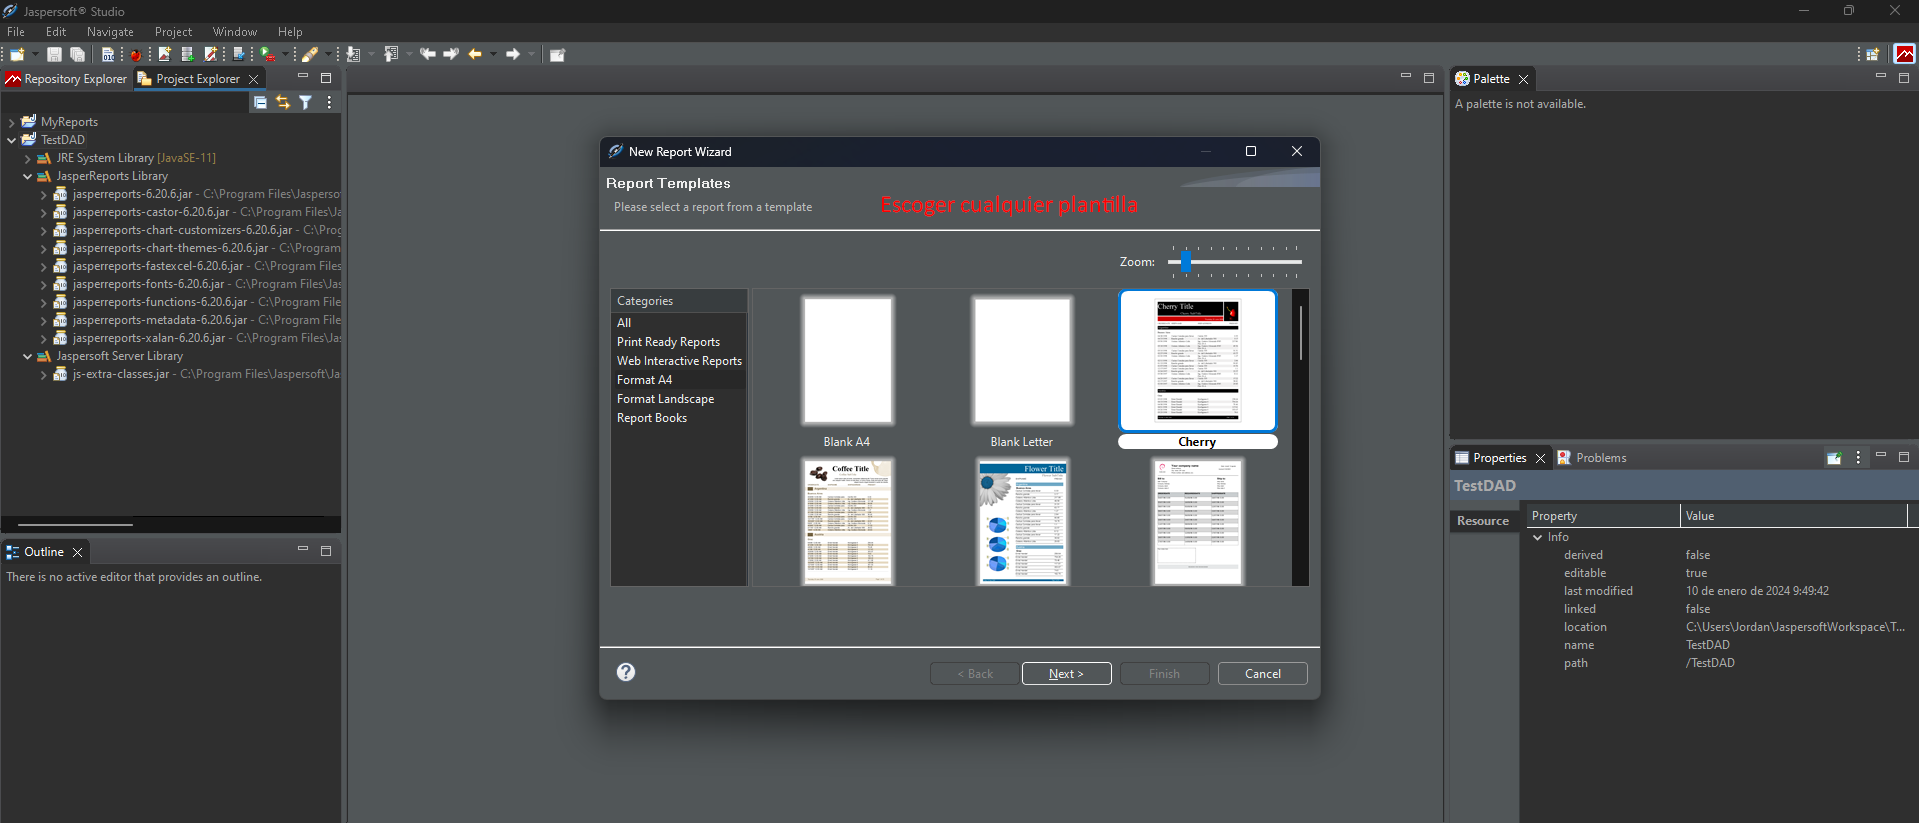 Jaspersoft® Studio
File Edit Navigate Project Window Help
Repository Explorer Project Explorer
MyReports
TestDAD
JRE System Library [JavaSE-11]
JasperReports Library
jasperreports-6.20.6.jar - C:\Program Files\Jasperso
jasperreports-castor-6.20.6.jar - C:\Program Files\Ja
jasperreports-chart-customizers-6.20.6.jar - C:\Prog
jasperreports-chart-themes-6.20.6.jar - C:\Program
jasperreports-fastexcel-6.20.6.jar - C:\Program Files
jasperreports-fonts-6.20.6.jar - C:\Program Files\Jas
jasperreports-functions-6.20.6.jar - C:\Program File
jasperreports-metadata-6.20.6.jar - C:\Program File
jasperreports-xalan-6.20.6.jar - C:\Program Files\Jas
Jaspersoft Server Library
js-extra-classes.jar - C:\Program Files\Jaspersoft\Ja
Outline
There is no active editor that provides an outline.
New Report Wizard
Report Templates
Please select a report from a template
Escoger cualquier plantilla
Zoom:
Categories
All
Print Ready Reports
Web Interactive Reports
Format A4
Format Landscape
Report Books
Cherry Title
Blank A4
Blank Letter
Cherry
Coffee Title
Flower Title
< Back
Next >
Finish
Cancel
Palette
A palette is not available.
Properties Problems
TestDAD
Resource
Property Value
Info
derived false
editable true
last modified 10 de enero de 2024 9:49:42
linked false
location C:\Users\Jordan\JaspersoftWorkspace\T...
name TestDAD
path /TestDAD